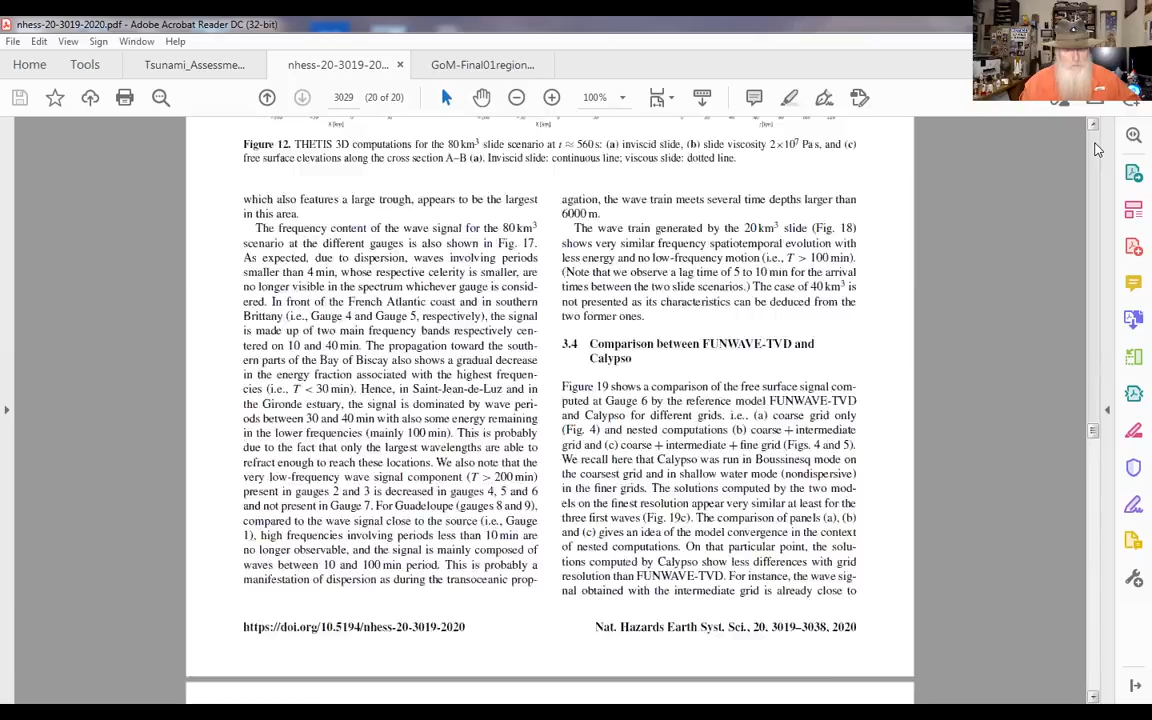 nhess-20-3019-2020.pdf - Adobe Acrobat Reader DC (32-bit)
File Edit View Sign Window Help
Home Tools Tsunami_Assessme... nhess-20-3019-20... × GoM-Final01region...
3029 (20 of 20) 100%
X [km] X [km]
Figure 12. THETIS 3D computations for the 80 km³ slide scenario at t ≈ 560 s: (a) inviscid slide, (b) slide viscosity 2×10⁷ Pa s, and (c)
free surface elevations along the cross section A–B (a). Inviscid slide: continuous line; viscous slide: dotted line.
which also features a large trough, appears to be the largest
in this area.
The frequency content of the wave signal for the 80 km³
scenario at the different gauges is also shown in Fig. 17.
As expected, due to dispersion, waves involving periods
smaller than 4 min, whose respective celerity is smaller, are
no longer visible in the spectrum whichever gauge is consid-
ered. In front of the French Atlantic coast and in southern
Brittany (i.e., Gauge 4 and Gauge 5, respectively), the signal
is made up of two main frequency bands respectively cen-
tered on 10 and 40 min. The propagation toward the south-
ern parts of the Bay of Biscay also shows a gradual decrease
in the energy fraction associated with the highest frequen-
cies (i.e., T < 30 min). Hence, in Saint-Jean-de-Luz and in
the Gironde estuary, the signal is dominated by wave peri-
ods between 30 and 40 min with also some energy remaining
in the lower frequencies (mainly 100 min). This is probably
due to the fact that only the largest wavelengths are able to
refract enough to reach these locations. We also note that the
very low-frequency wave signal component (T > 200 min)
present in gauges 2 and 3 is decreased in gauges 4, 5 and 6
and not present in Gauge 7. For Guadeloupe (gauges 8 and 9),
compared to the wave signal close to the source (i.e., Gauge
1), high frequencies involving periods less than 10 min are
no longer observable, and the signal is mainly composed of
waves between 10 and 100 min period. This is probably a
manifestation of dispersion as during the transoceanic prop-
agation, the wave train meets several time depths larger than
6000 m.
The wave train generated by the 20 km³ slide (Fig. 18)
shows very similar frequency spatiotemporal evolution with
less energy and no low-frequency motion (i.e., T > 100 min).
(Note that we observe a lag time of 5 to 10 min for the arrival
times between the two slide scenarios.) The case of 40 km³ is
not presented as its characteristics can be deduced from the
two former ones.
3.4 Comparison between FUNWAVE-TVD and
Calypso
Figure 19 shows a comparison of the free surface signal com-
puted at Gauge 6 by the reference model FUNWAVE-TVD
and Calypso for different grids, i.e., (a) coarse grid only
(Fig. 4) and nested computations (b) coarse + intermediate
grid and (c) coarse + intermediate + fine grid (Figs. 4 and 5).
We recall here that Calypso was run in Boussinesq mode on
the coarsest grid and in shallow water mode (nondispersive)
in the finer grids. The solutions computed by the two mod-
els on the finest resolution appear very similar at least for the
three first waves (Fig. 19c). The comparison of panels (a), (b)
and (c) gives an idea of the model convergence in the context
of nested computations. On that particular point, the solu-
tions computed by Calypso show less differences with grid
resolution than FUNWAVE-TVD. For instance, the wave sig-
nal obtained with the intermediate grid is already close to
https://doi.org/10.5194/nhess-20-3019-2020 Nat. Hazards Earth Syst. Sci., 20, 3019–3038, 2020